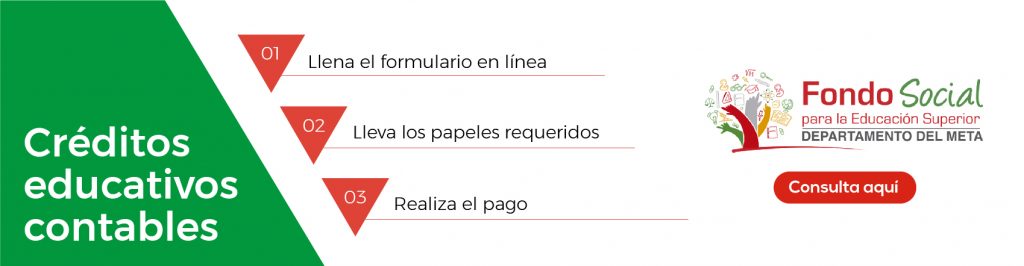 Créditos
educativos
contables
01
Llena el formulario en línea
02
Lleva los papeles requeridos
03
Realiza el pago
Fondo Social
para la Educación Superior
DEPARTAMENTO DEL META
Consulta aquí